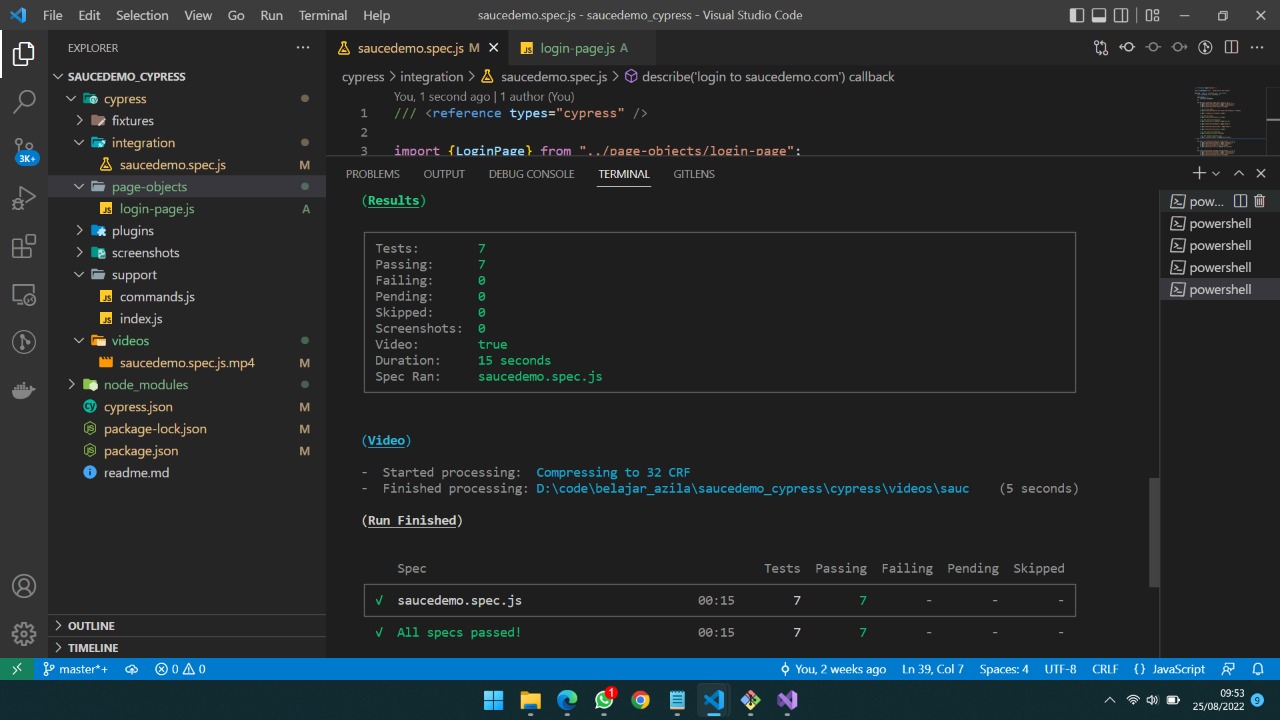 File Edit Selection View Go Run Terminal Help saucedemo.spec.js - saucedemo_cypress - Visual Studio Code
EXPLORER
SAUCEDEMO_CYPRESS
cypress
fixtures
integration
saucedemo.spec.js M
page-objects
login-page.js A
plugins
screenshots
support
commands.js
index.js
videos
saucedemo.spec.js.mp4 M
node_modules
cypress.json M
package-lock.json M
package.json M
readme.md
OUTLINE
TIMELINE
3K+
saucedemo.spec.js M
login-page.js A
cypress > integration > saucedemo.spec.js > describe('login to saucedemo.com') callback
You, 1 second ago | 1 author (You)
1 /// <reference types="cypress" />
2
3 import {LoginPage} from "../page-objects/login-page";
PROBLEMS OUTPUT DEBUG CONSOLE TERMINAL GITLENS
(Results)
Tests: 7
Passing: 7
Failing: 0
Pending: 0
Skipped: 0
Screenshots: 0
Video: true
Duration: 15 seconds
Spec Ran: saucedemo.spec.js
(Video)
- Started processing: Compressing to 32 CRF
- Finished processing: D:\code\belajar_azila\saucedemo_cypress\cypress\videos\sauc (5 seconds)
(Run Finished)
Spec Tests Passing Failing Pending Skipped
√ saucedemo.spec.js 00:15 7 7 - - -
√ All specs passed! 00:15 7 7 - - -
pow...
powershell
powershell
powershell
powershell
master*+ 0 0 You, 2 weeks ago Ln 39, Col 7 Spaces: 4 UTF-8 CRLF {} JavaScript
1
09:53
25/08/2022
9